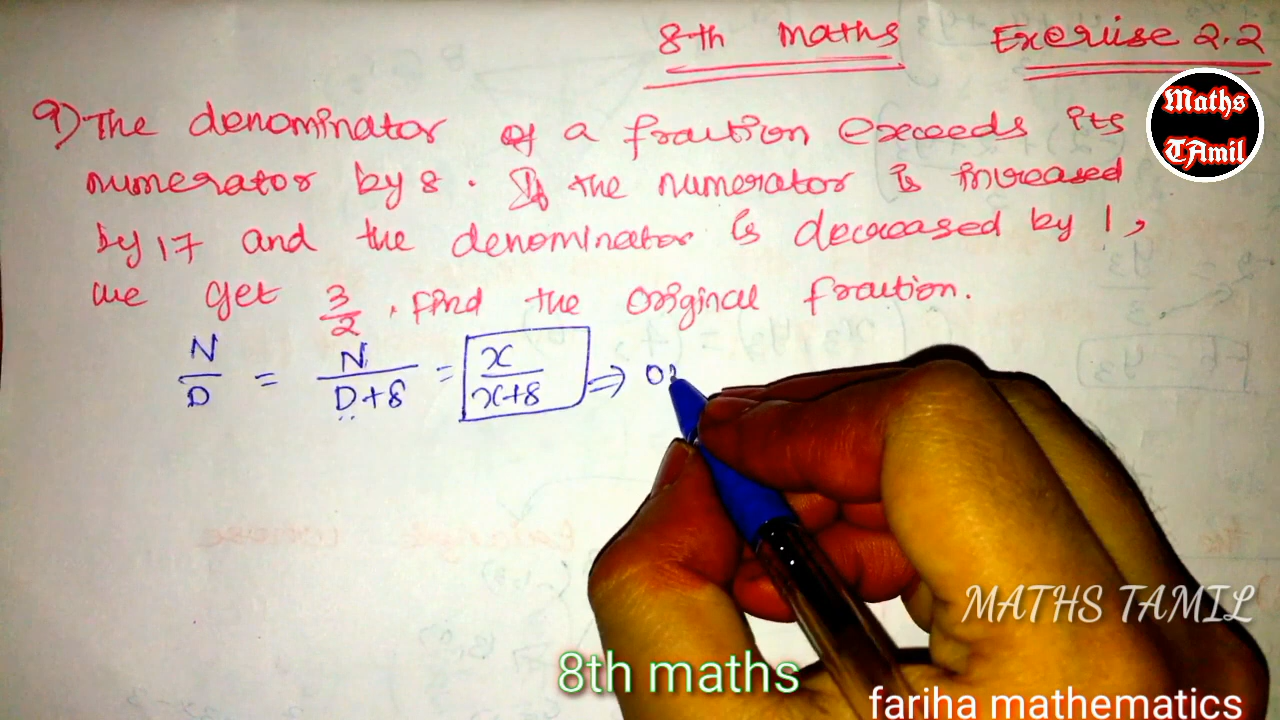 8th maths Exercise 2.2
9) The denominator of a fraction exceeds its
numerator by 8. If the numerator is increased
by 17 and the denominator is decreased by 1,
we get 3/2. Find the original fraction.
N/D = N/D+8 = x/x+8 ⇒
Maths
TAmil
MATHS TAMIL
8th maths
fariha mathematics